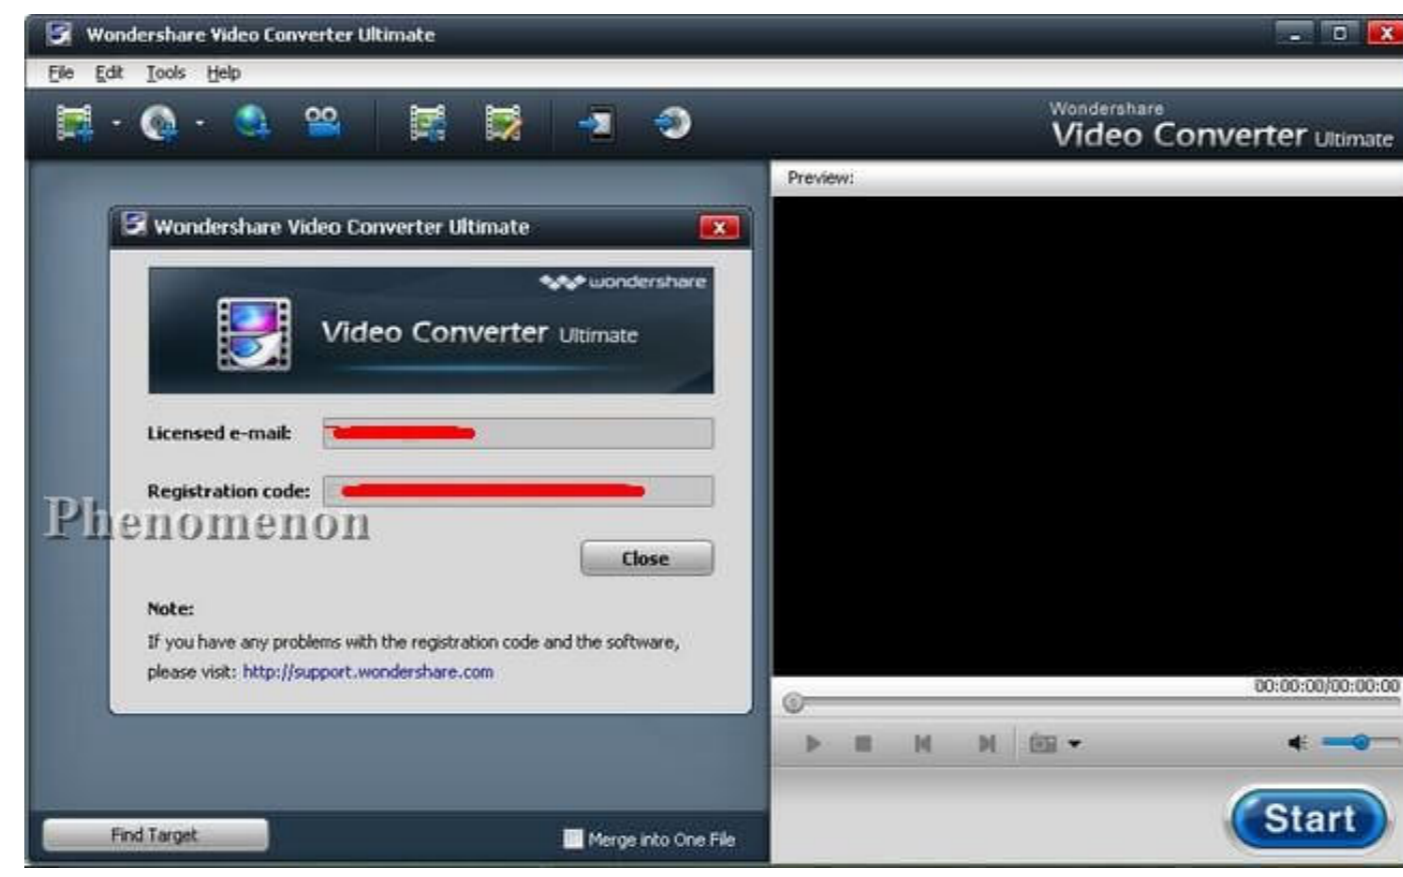 Wondershare Video Converter Ultimate
File Edit Tools Help
Wondershare
Video Converter Ultimate
Preview:
Wondershare Video Converter Ultimate
wondershare
Video Converter Ultimate
Licensed e-mail:
Registration code:
Phenomenon
Close
Note:
If you have any problems with the registration code and the software,
please visit: http://support.wondershare.com
00:00:00/00:00:00
Start
Find Target
Merge into One File